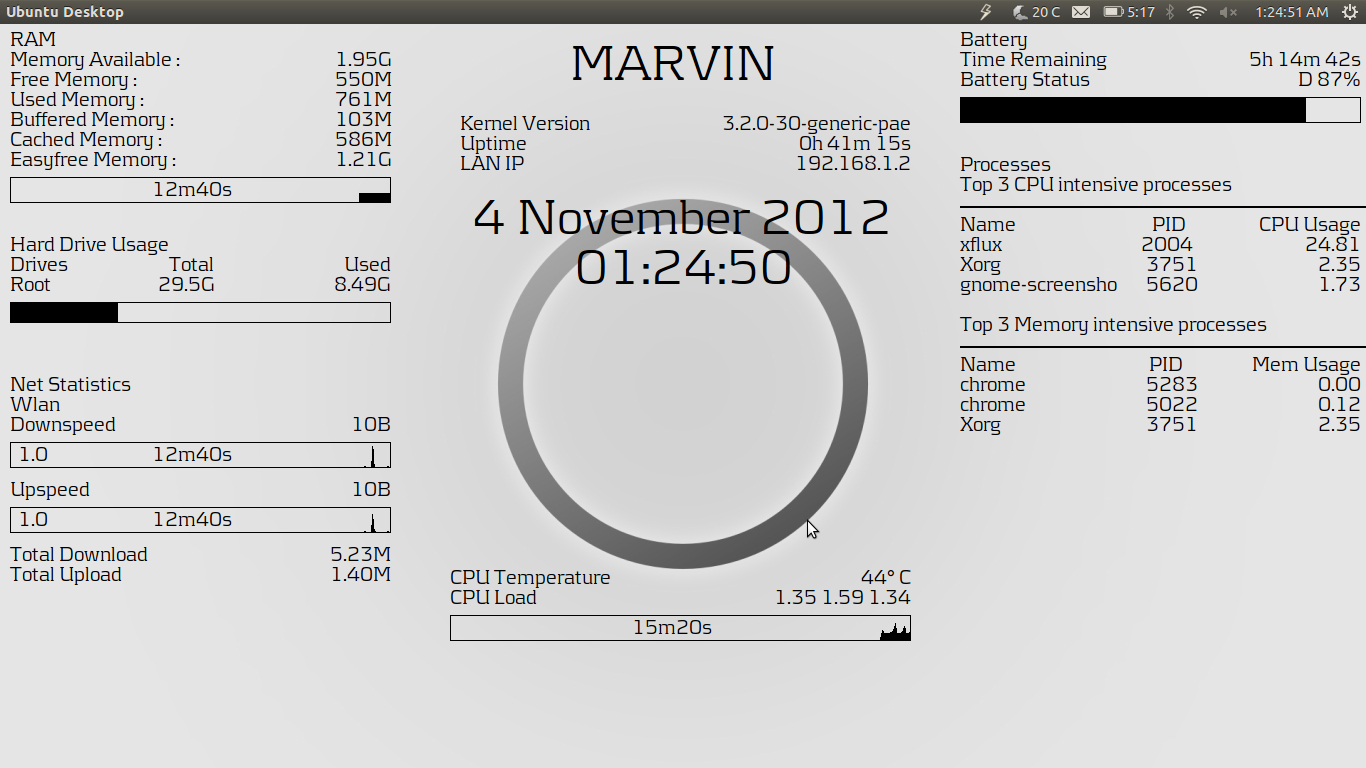 Ubuntu Desktop 20 C 5:17 1:24:51 AM
RAM
Memory Available : 1.95G
Free Memory : 550M
Used Memory : 761M
Buffered Memory : 103M
Cached Memory : 586M
Easyfree Memory : 1.21G
12m40s
Hard Drive Usage
Drives Total Used
Root 29.5G 8.49G
Net Statistics
Wlan
Downspeed 10B
1.0 12m40s
Upspeed 10B
1.0 12m40s
Total Download 5.23M
Total Upload 1.40M
MARVIN
Kernel Version 3.2.0-30-generic-pae
Uptime 0h 41m 15s
LAN IP 192.168.1.2
4 November 2012
01:24:50
CPU Temperature 44° C
CPU Load 1.35 1.59 1.34
15m20s
Battery
Time Remaining 5h 14m 42s
Battery Status D 87%
Processes
Top 3 CPU intensive processes
Name PID CPU Usage
xflux 2004 24.81
Xorg 3751 2.35
gnome-screensho 5620 1.73
Top 3 Memory intensive processes
Name PID Mem Usage
chrome 5283 0.00
chrome 5022 0.12
Xorg 3751 2.35